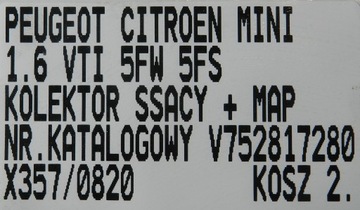 PEUGEOT CITROEN MINI
1.6 VTI 5FW 5FS
KOLEKTOR SSACY + MAP
NR.KATALOGOWY V752817280
X357/0820 KOSZ 2.